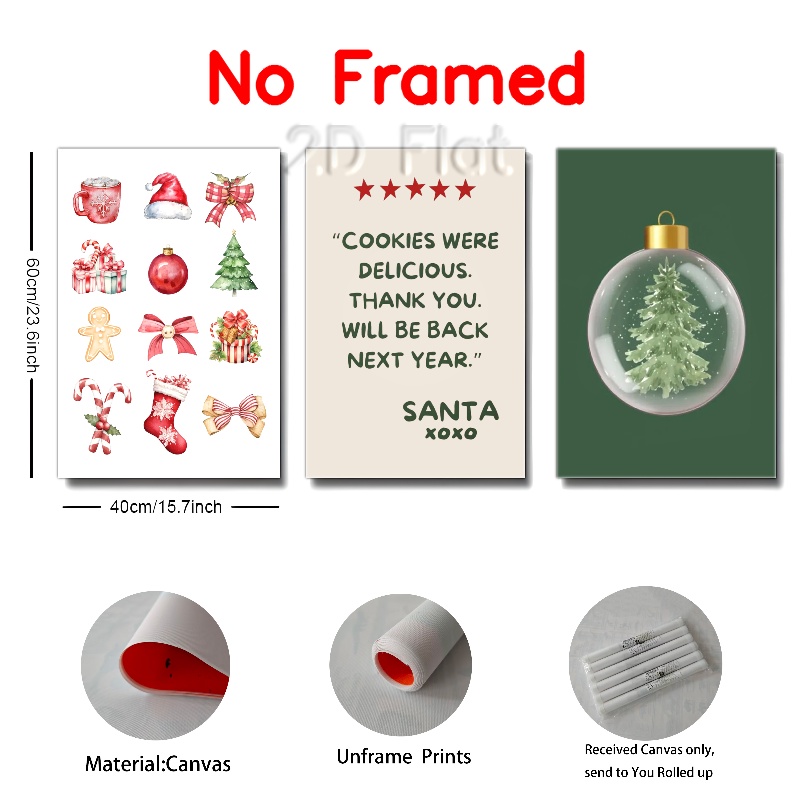 No Framed
2.D Flat.
60cm/23.6inch
40cm/15.7inch
★★★★★
“COOKIES WERE
DELICIOUS.
THANK YOU.
WILL BE BACK
NEXT YEAR.”
SANTA
XOXO
Material:Canvas
Unframe Prints
Received Canvas only,
send to You Rolled up